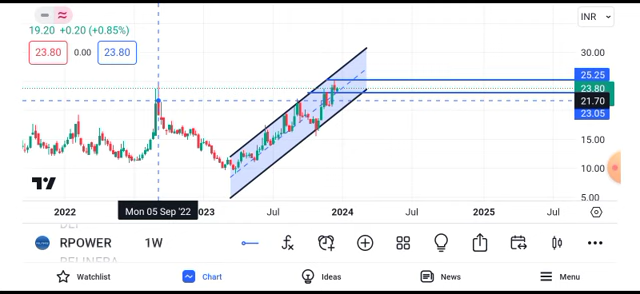 INR
19.20 +0.20 (+0.85%)
23.80 0.00 23.80
30.00
25.25
23.80
21.70
23.05
15.00
10.00
5.00
2022 Mon 05 Sep '22 2023 Jul 2024 Jul 2025 Jul
RPOWER 1W
Watchlist Chart Ideas News Menu